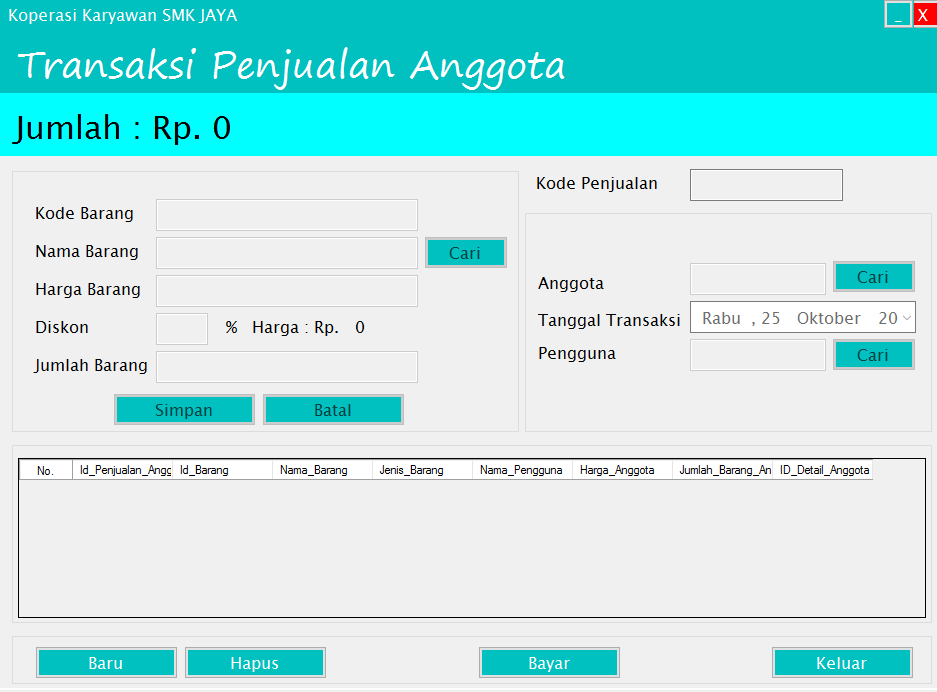 Koperasi Karyawan SMK JAYA
_ X
Transaksi Penjualan Anggota
Jumlah : Rp. 0
Kode Penjualan
Kode Barang
Nama Barang Cari
Harga Barang
Diskon % Harga : Rp. 0
Jumlah Barang
Simpan Batal
Anggota Cari
Tanggal Transaksi Rabu , 25 Oktober 20
Pengguna Cari
No. Id_Penjualan_Angg Id_Barang Nama_Barang Jenis_Barang Nama_Pengguna Harga_Anggota Jumlah_Barang_An ID_Detail_Anggota
Baru Hapus Bayar Keluar